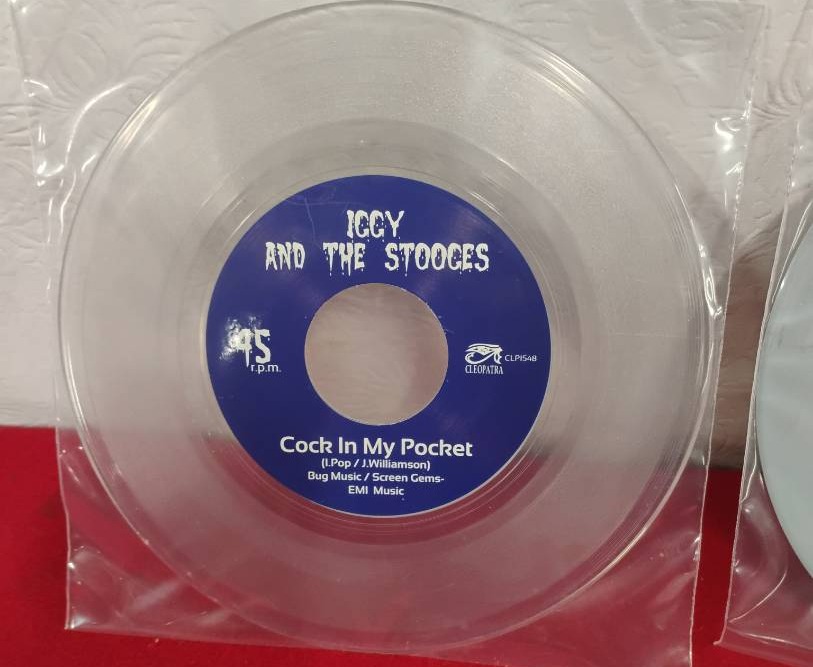 IGGY
AND THE STOOGES
45
r.p.m.
CLP1548
CLEOPATRA
Cock In My Pocket
(I.Pop / J.Williamson)
Bug Music / Screen Gems-
EMI Music